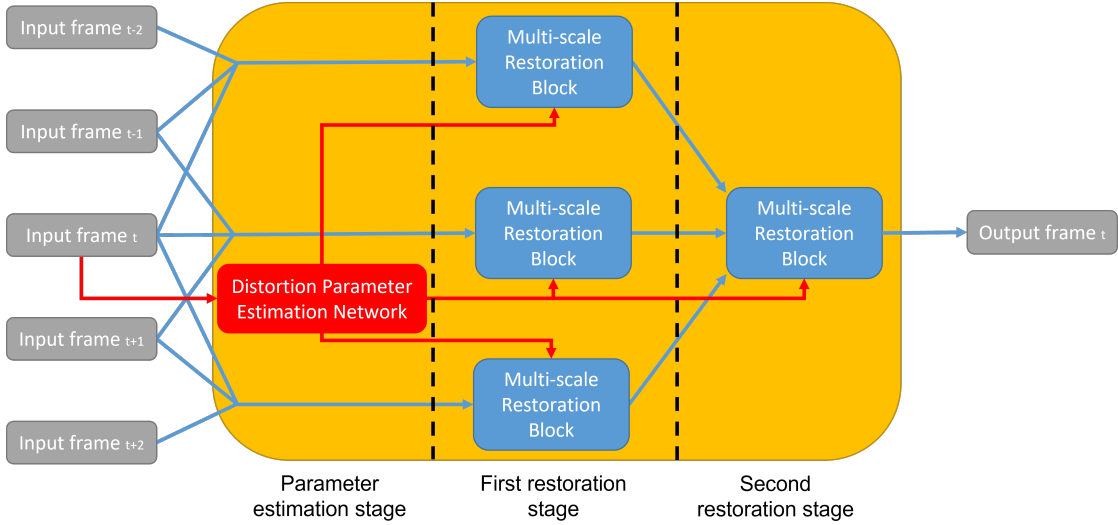 Input frame t-2
Input frame t-1
Input frame t
Input frame t+1
Input frame t+2
Distortion Parameter
Estimation Network
Multi-scale
Restoration
Block
Multi-scale
Restoration
Block
Multi-scale
Restoration
Block
Multi-scale
Restoration
Block
Output frame t
Parameter
estimation stage
First restoration
stage
Second
restoration stage